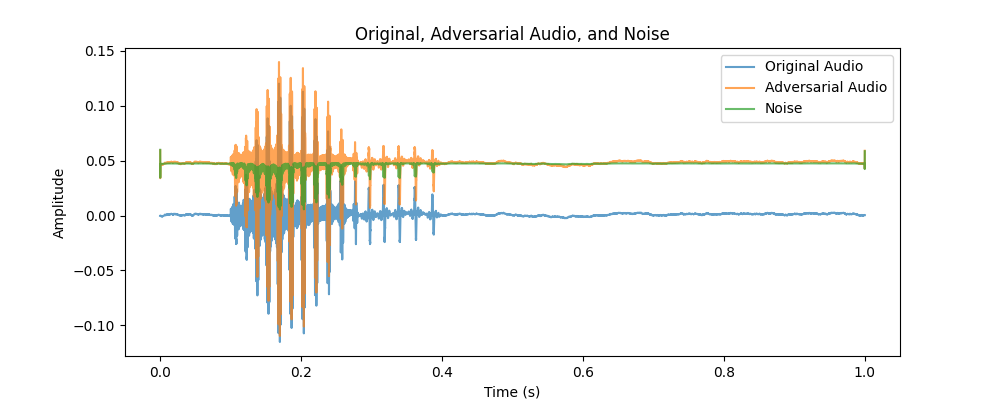 Original, Adversarial Audio, and Noise
0.15
0.10
0.05
0.00
−0.05
−0.10
Amplitude
Original Audio
Adversarial Audio
Noise
0.0
0.2
0.4
0.6
0.8
1.0
Time (s)